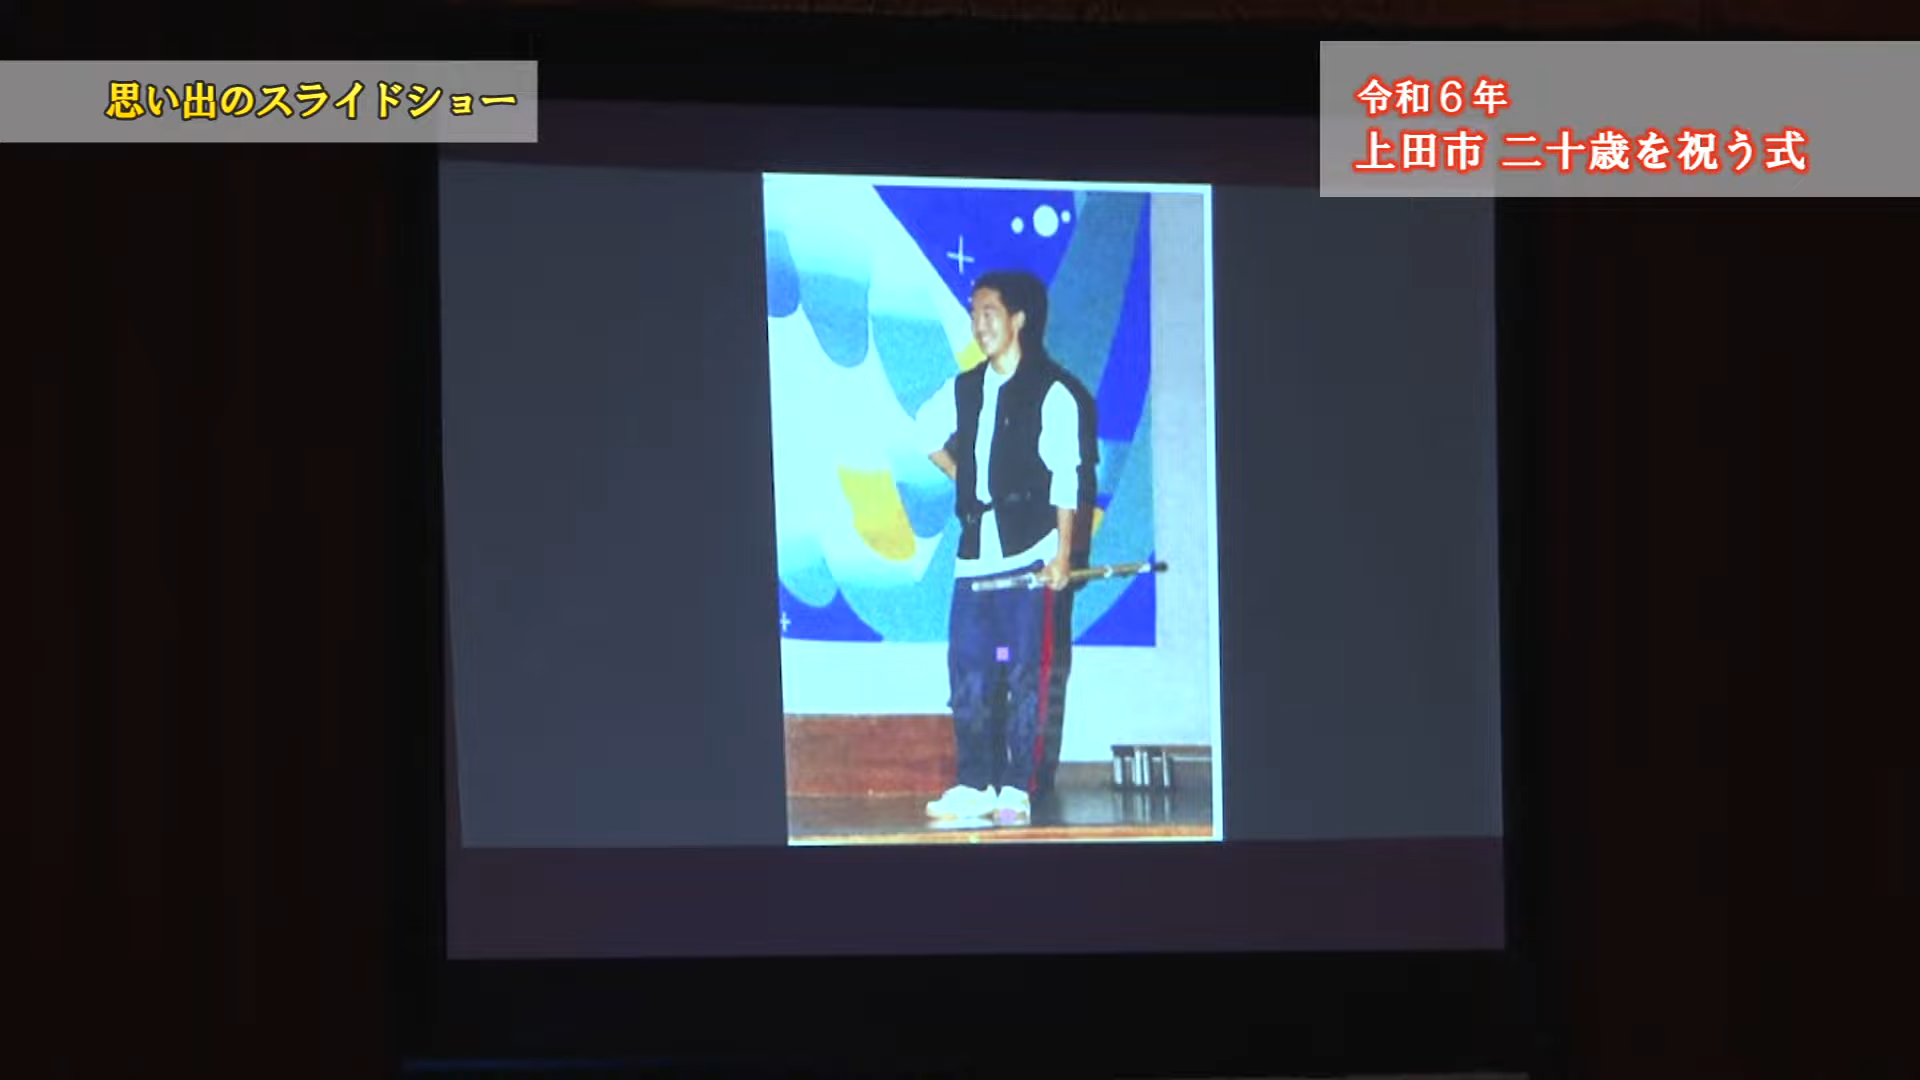 思い出のスライドショー
令和６年
上田市 二十歳を祝う式